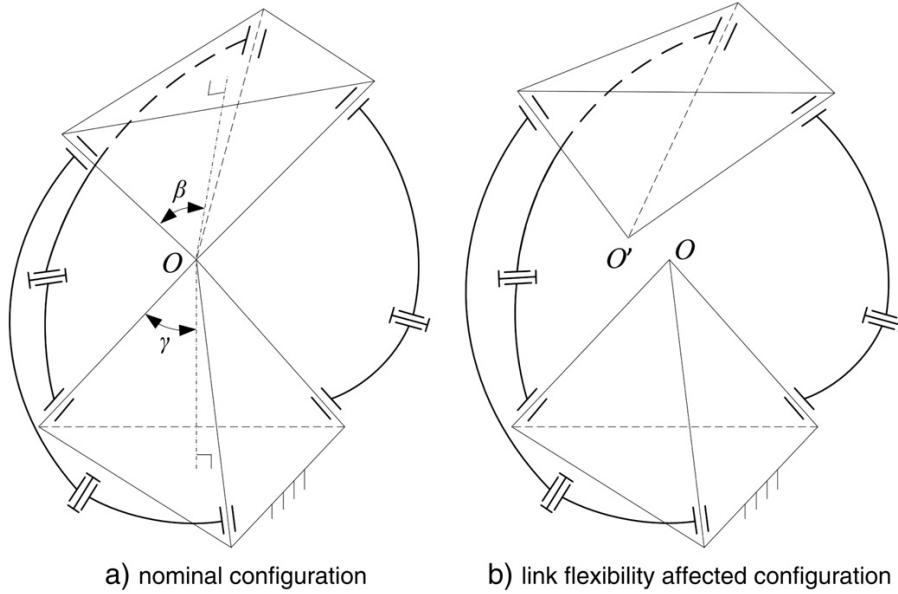 β
O
γ
O'
O
a) nominal configuration
b) link flexibility affected configuration